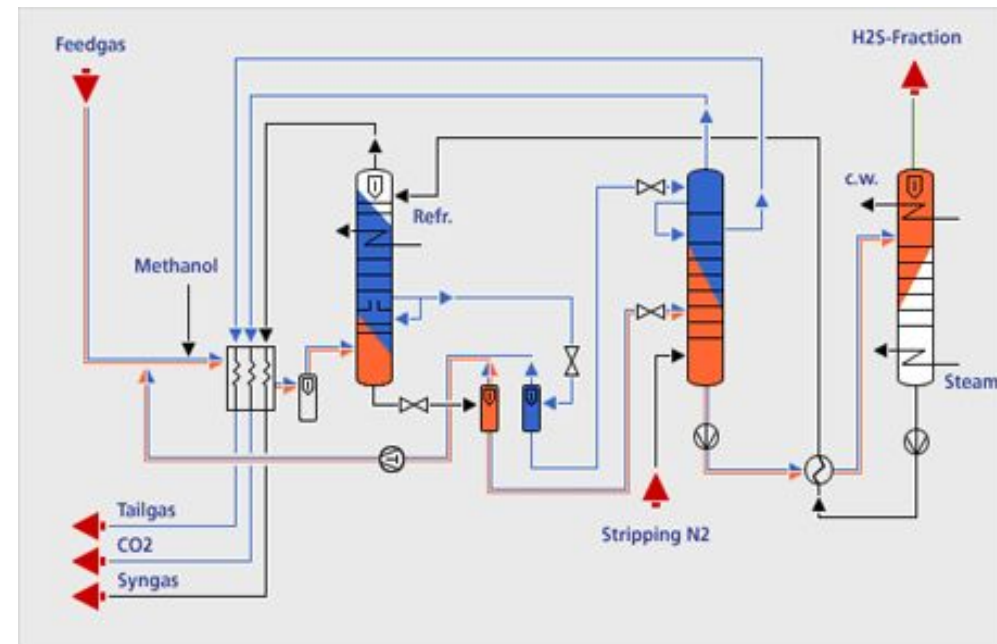 Feedgas
H2S-Fraction
c.w.
Refr.
Methanol
Steam
Tailgas
Stripping N2
CO2
Syngas